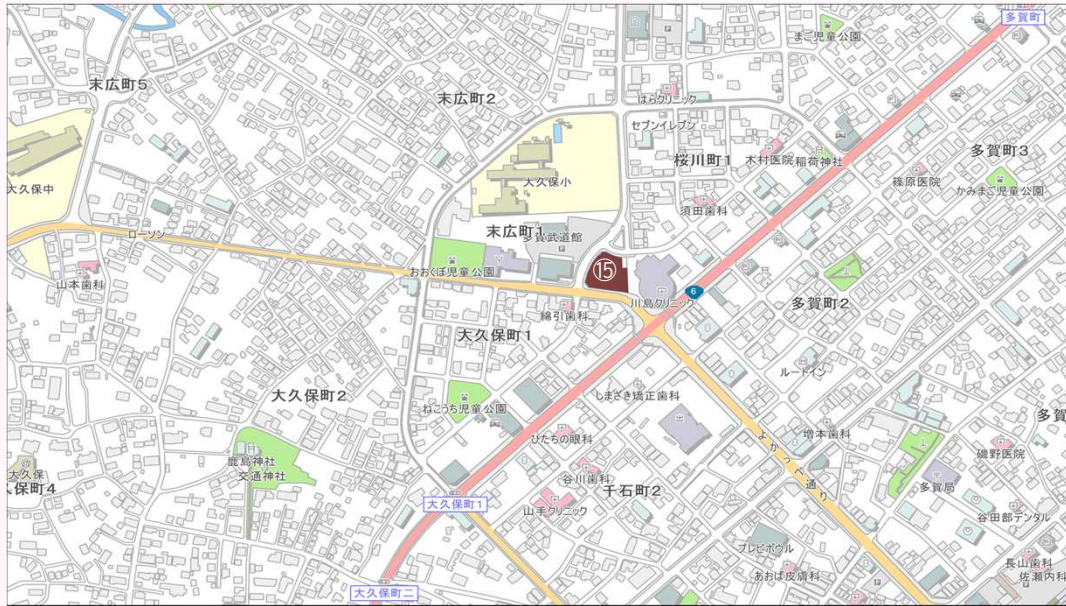 多賀町
まご児童公園
末広町5
末広町2
はらクリニック
セブンイレブン
桜川町1
木村医院
稲荷神社
多賀町3
篠原医院
かみまご児童公園
大久保中
大久保小
須田歯科
末広町1
多賀武道館
ローソン
おおくぼ児童公園
⑮
山本歯科
川島クリニック
6
綿引歯科
多賀町2
大久保町1
ルートイン
大久保町2
しまざき矯正歯科
ねこうち児童公園
多賀
ひたちの眼科
よかっぺ通り
増本歯科
磯野医院
鹿島神社
交通神社
大久保
保町4
谷川歯科
千石町2
多賀局
大久保町1
山手クリニック
谷田部デンタル
プレビボウル
あおば皮膚科
長山歯科
佐瀬内科
大久保町二